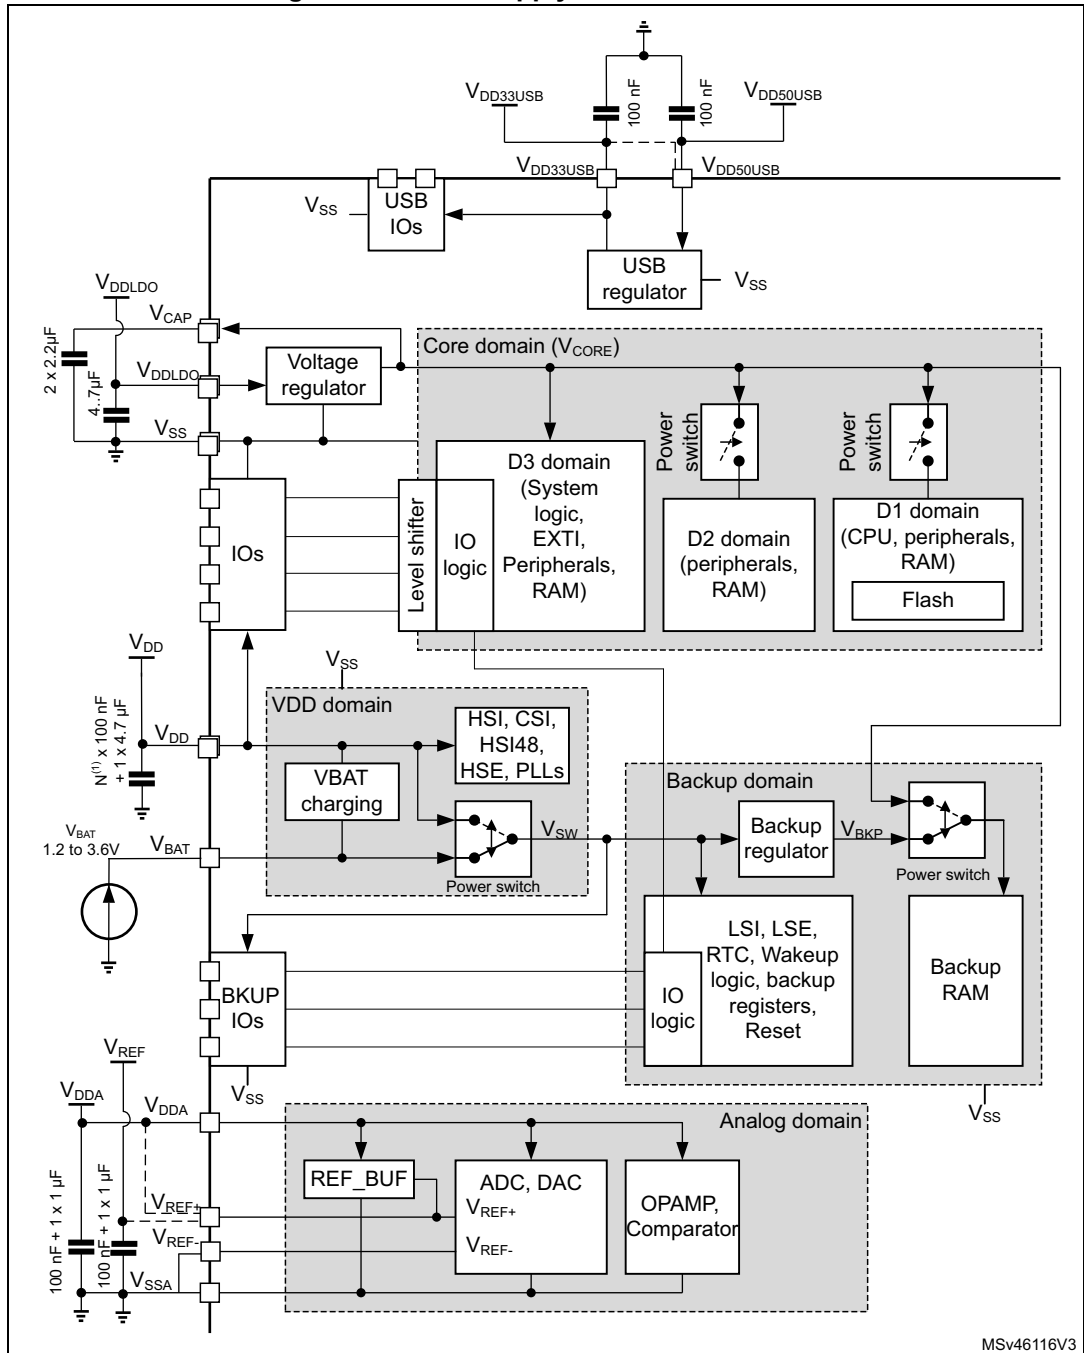 100 nF
100 nF
VDD33USB
VDD50USB
VDD33USB
VDD50USB
VSS
USB
IOs
USB
regulator
VSS
VDDLDO
VCAP
2 x 2.2µF
VDDLDO
4..7µF
VSS
Voltage
regulator
Core domain (VCORE)
Power
switch
Power
switch
D3 domain
(System
logic,
EXTI,
Peripherals,
RAM)
IO
logic
Level shifter
IOs
D2 domain
(peripherals,
RAM)
D1 domain
(CPU, peripherals,
RAM)
Flash
VDD
VSS
VDD domain
N(1) x 100 nF
+ 1 x 4.7 µF
VDD
HSI, CSI,
HSI48,
HSE, PLLs
VBAT
charging
VBAT
1.2 to 3.6V
VBAT
VSW
Power switch
Backup domain
Backup
regulator
VBKP
Power switch
BKUP
IOs
VSS
IO
logic
LSI, LSE,
RTC, Wakeup
logic, backup
registers,
Reset
Backup
RAM
VSS
VREF
VDDA
VDDA
Analog domain
100 nF + 1 x 1 µF
100 nF + 1 x 1 µF
VREF+
VREF-
VSSA
REF_BUF
ADC, DAC
VREF+
VREF-
OPAMP,
Comparator
MSv46116V3